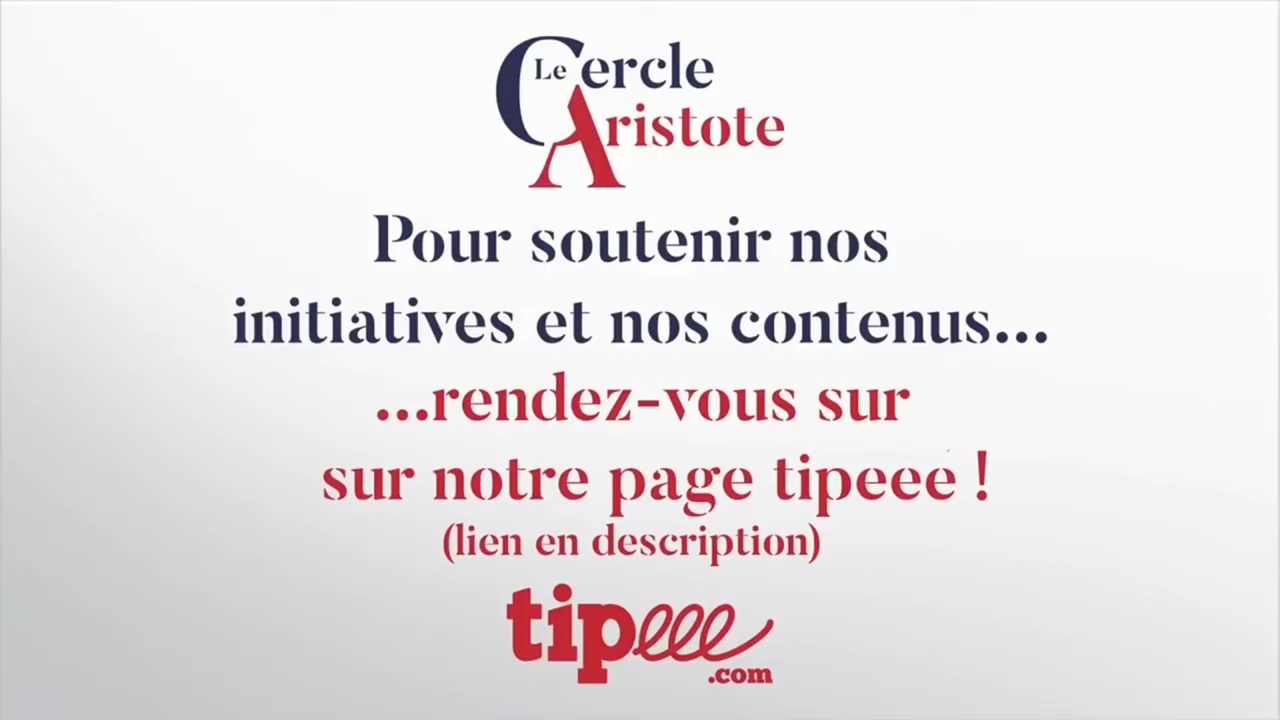 Le Cercle
Aristote
Pour soutenir nos
initiatives et nos contenus...
...rendez-vous sur
sur notre page tipeee !
(lien en description)
tipeee
.com